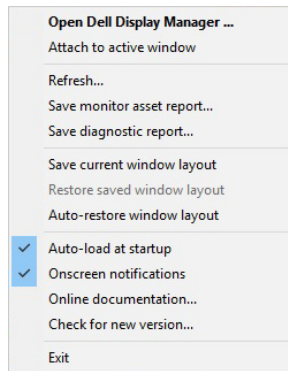 Open Dell Display Manager ...
Attach to active window
Refresh...
Save monitor asset report...
Save diagnostic report...
Save current window layout
Restore saved window layout
Auto-restore window layout
Auto-load at startup
Onscreen notifications
Online documentation...
Check for new version...
Exit